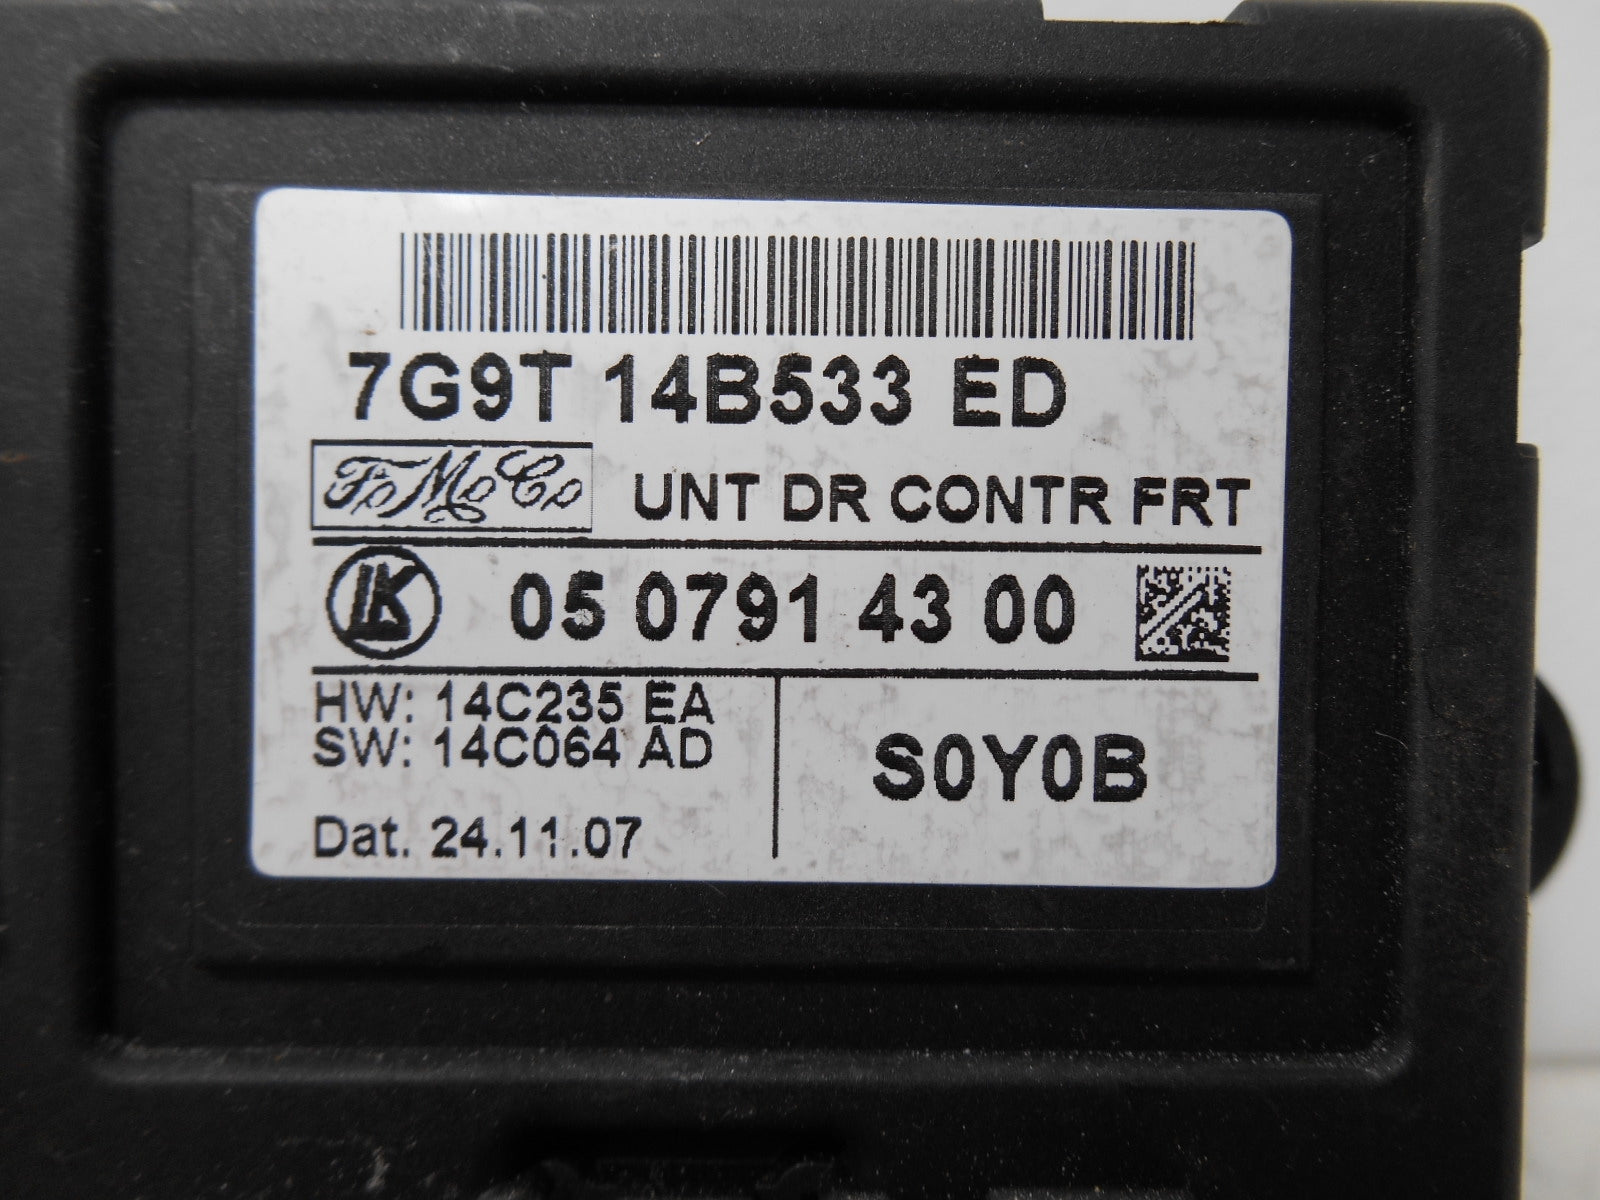 7G9T 14B533 ED
FoMoCo UNT DR CONTR FRT
LK 05 0791 43 00
HW: 14C235 EA
SW: 14C064 AD
S0Y0B
Dat. 24.11.07